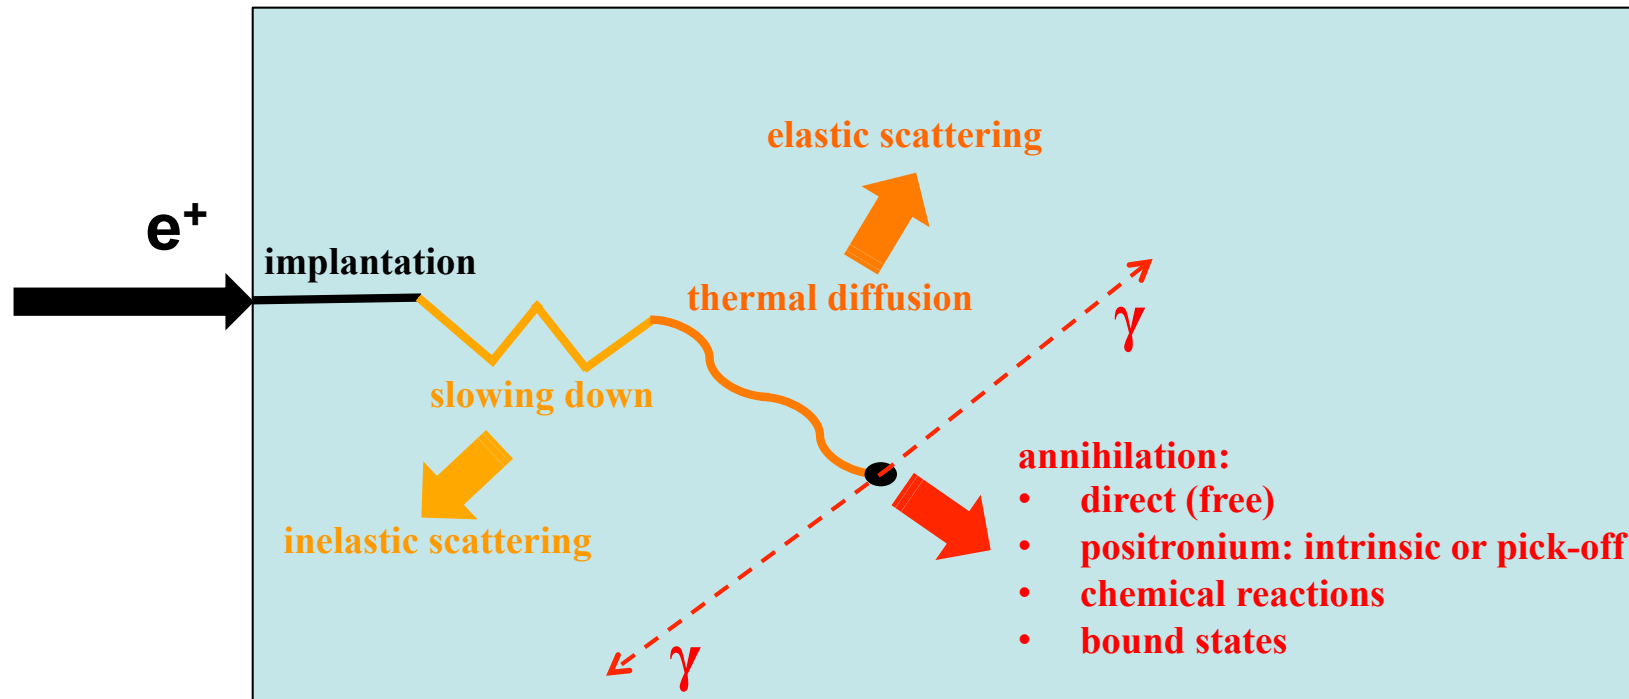 elastic scattering
e⁺
implantation
thermal diffusion
γ
slowing down
annihilation:
• direct (free)
inelastic scattering
• positronium: intrinsic or pick-off
• chemical reactions
• bound states
γ